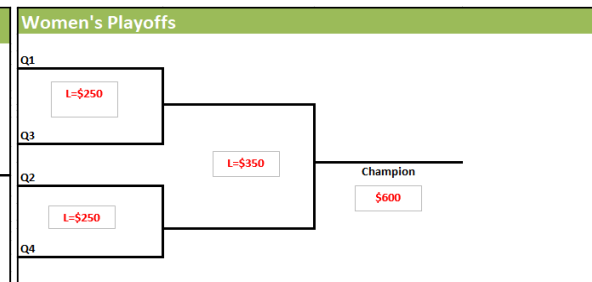 Women's Playoffs
Q1
L=$250
Q3
L=$350
Q2
Champion
$600
L=$250
Q4